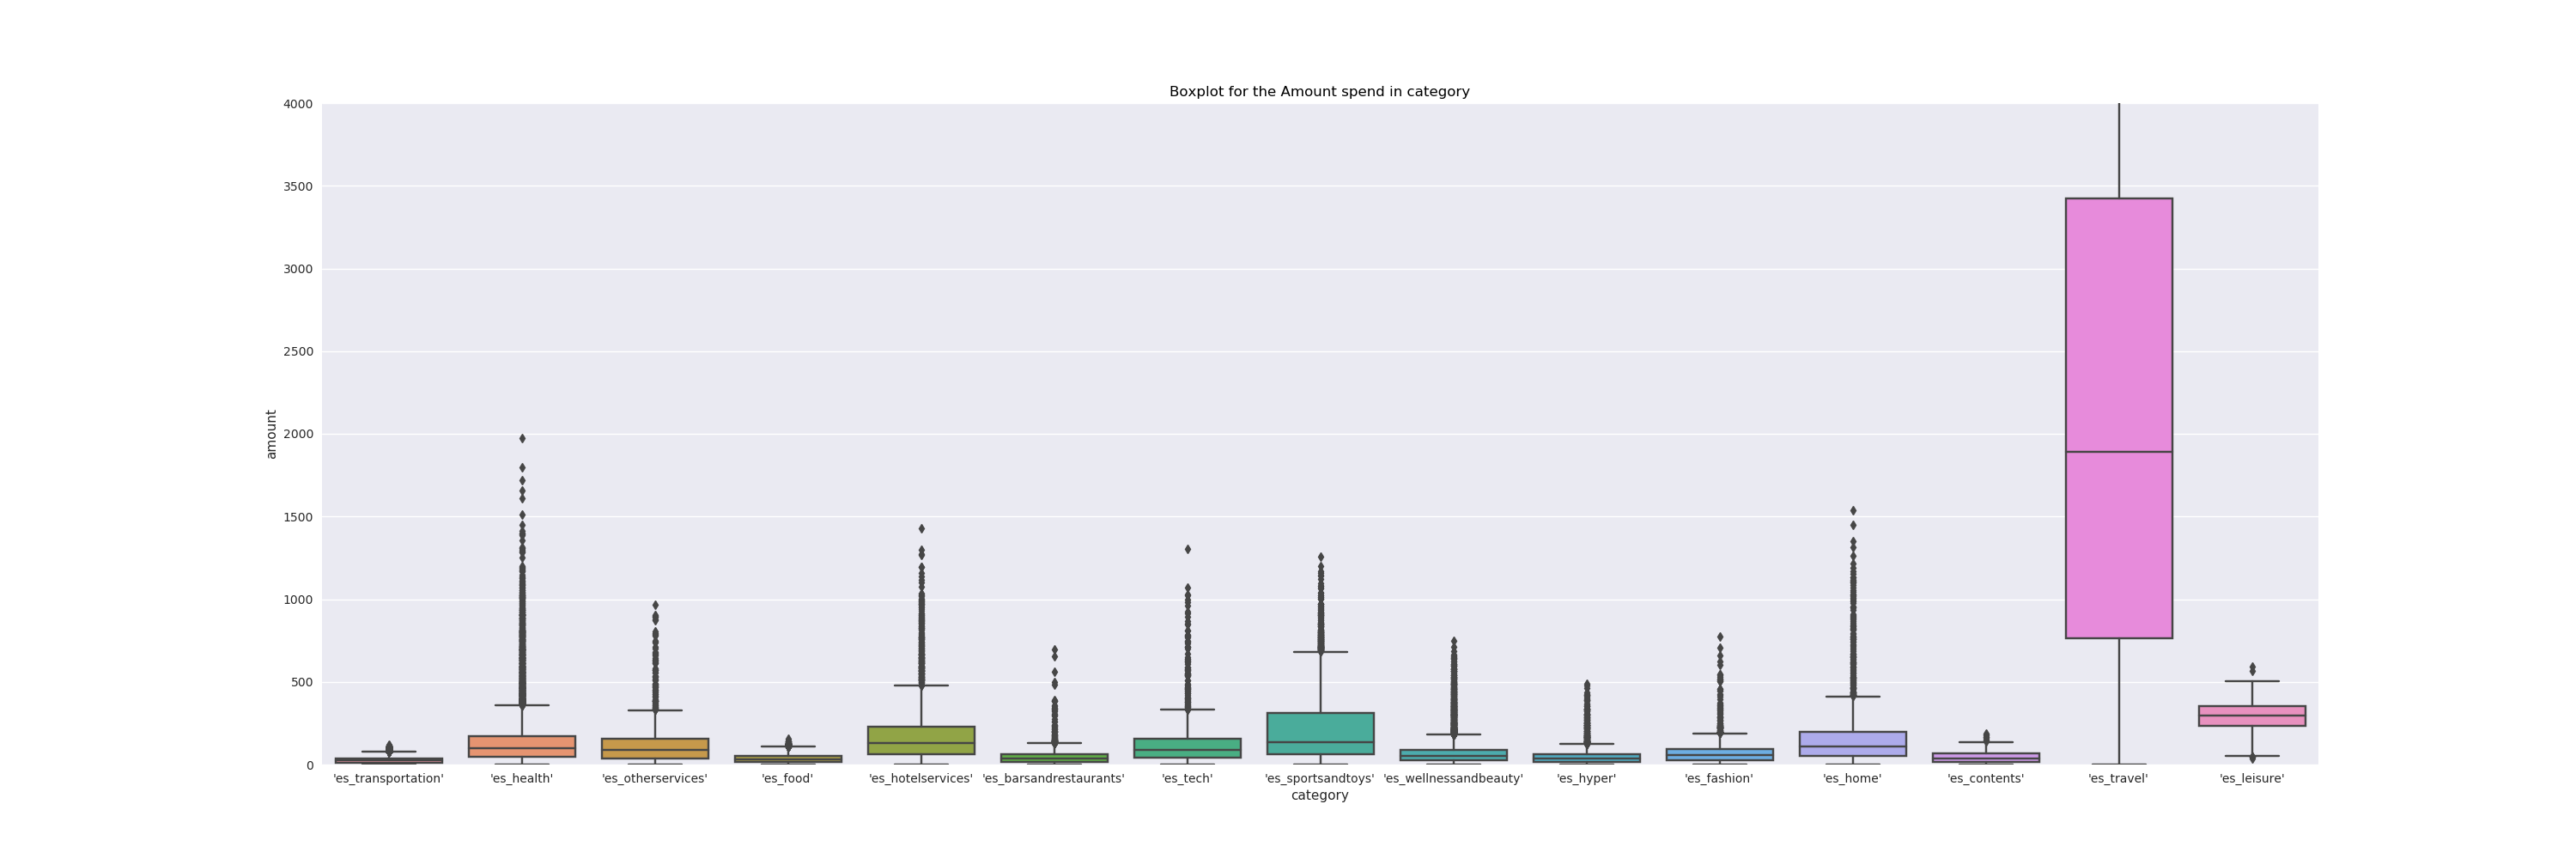 Boxplot for the Amount spend in category
4000
3500
3000
2500
2000
1500
1000
500
0
amount
'es_transportation' 'es_health' 'es_otherservices' 'es_food' 'es_hotelservices' 'es_barsandrestaurants' 'es_tech' 'es_sportsandtoys' 'es_wellnessandbeauty' 'es_hyper' 'es_fashion' 'es_home' 'es_contents' 'es_travel' 'es_leisure'
category